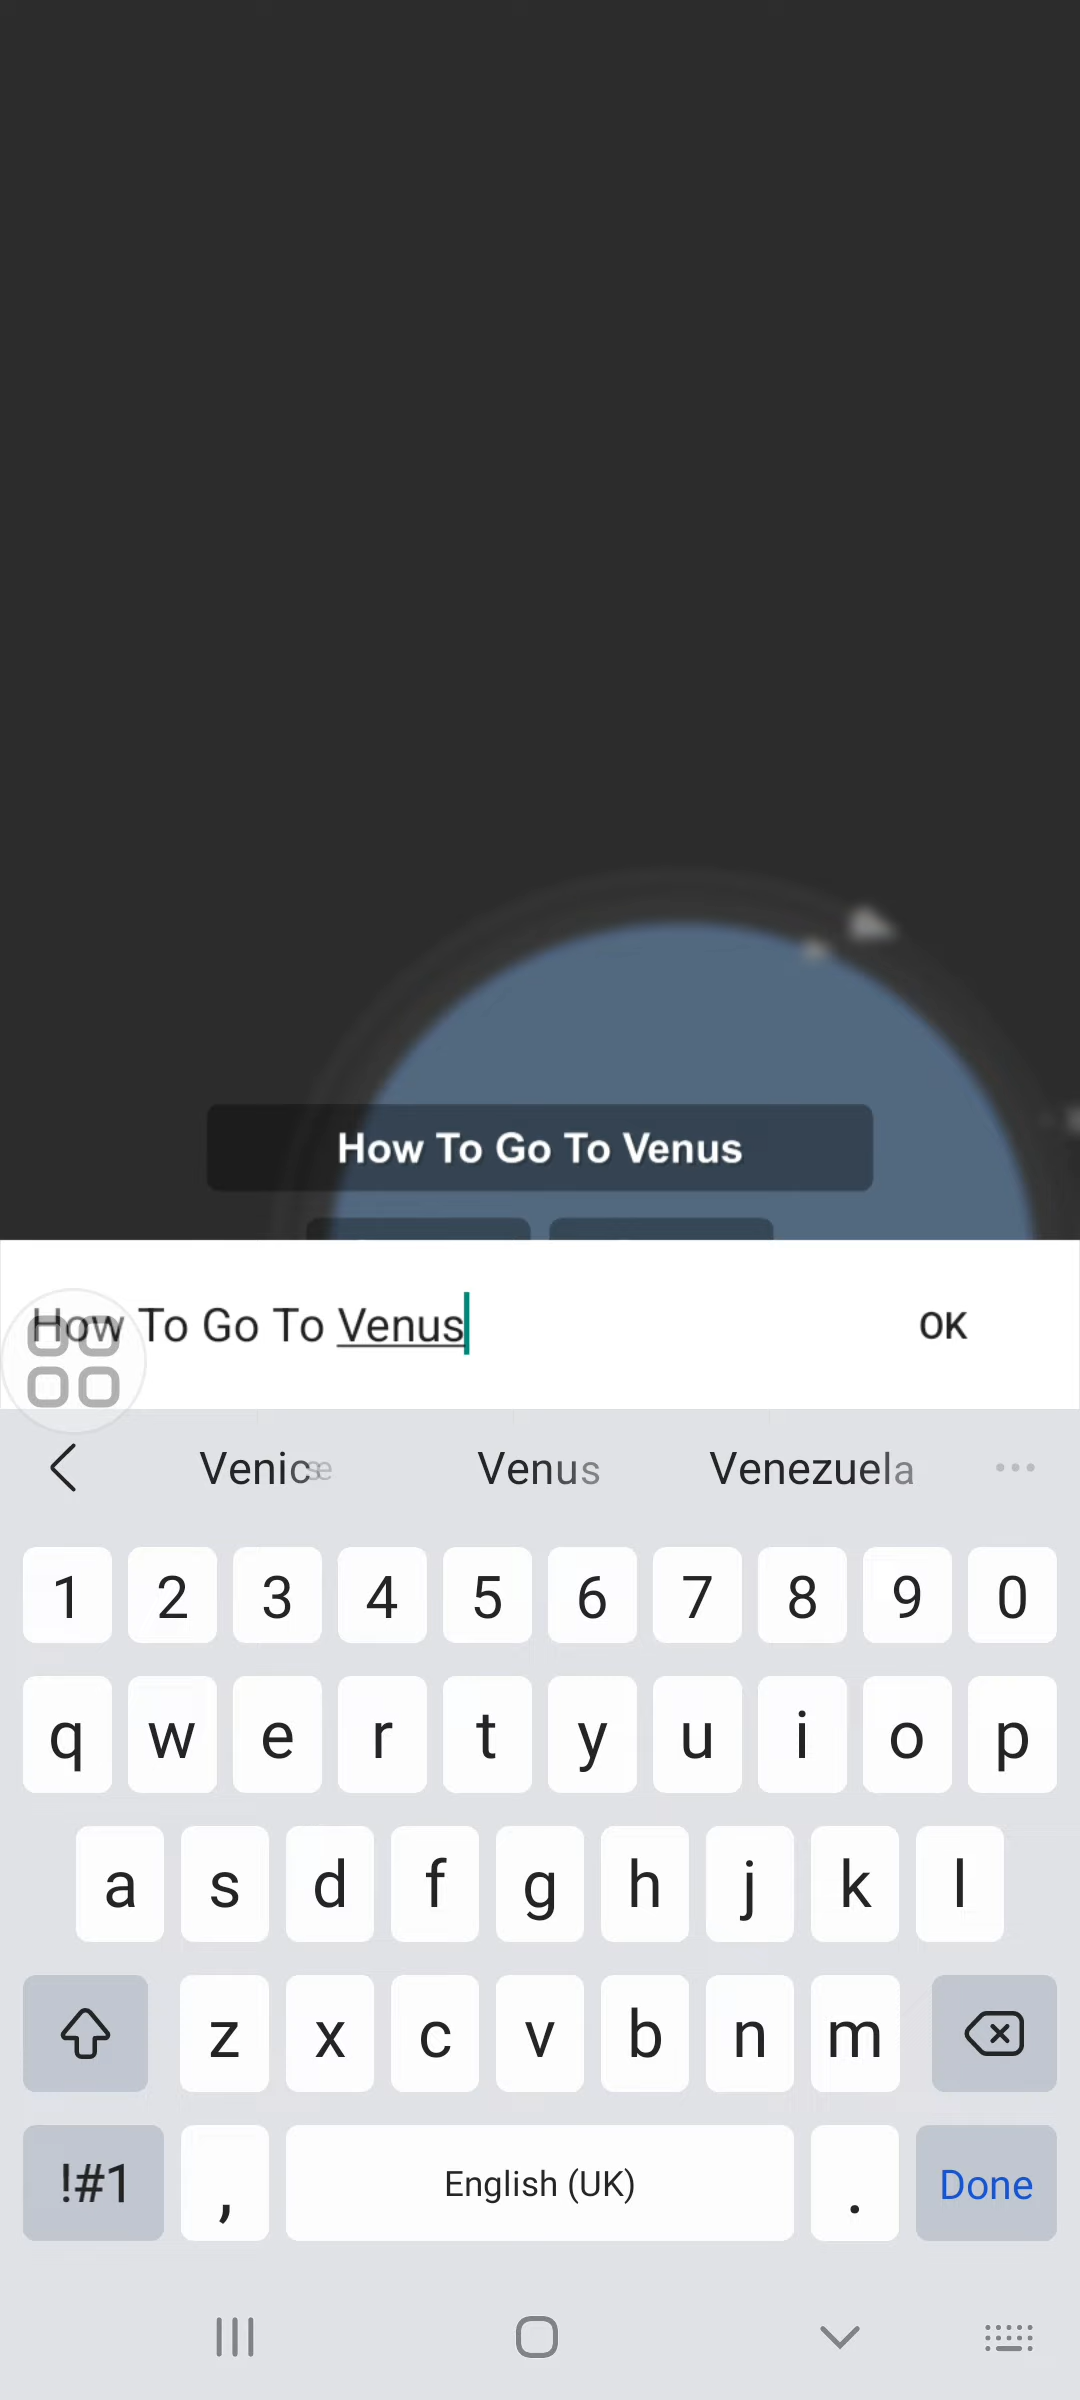 How To Go To Venus
How To Go To Venus
OK
Venus
Venezuela
1 2 3 4 5 6 7 8 9 0
q w e r t y u i o p
a s d f g h j k l
z x c v b n m
!#1 , English (UK) . Done